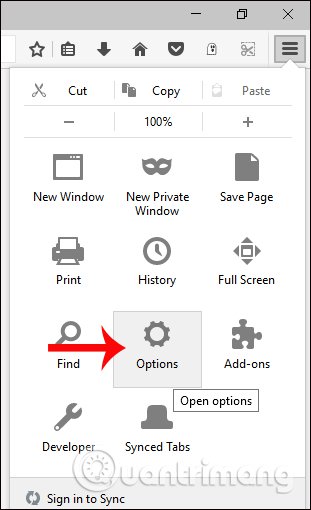 Cut Copy Paste
100%
New Window New Private Window Save Page
Print History Full Screen
Find Options Add-ons
Open options
Developer Synced Tabs
Quantrimang
Sign in to Sync